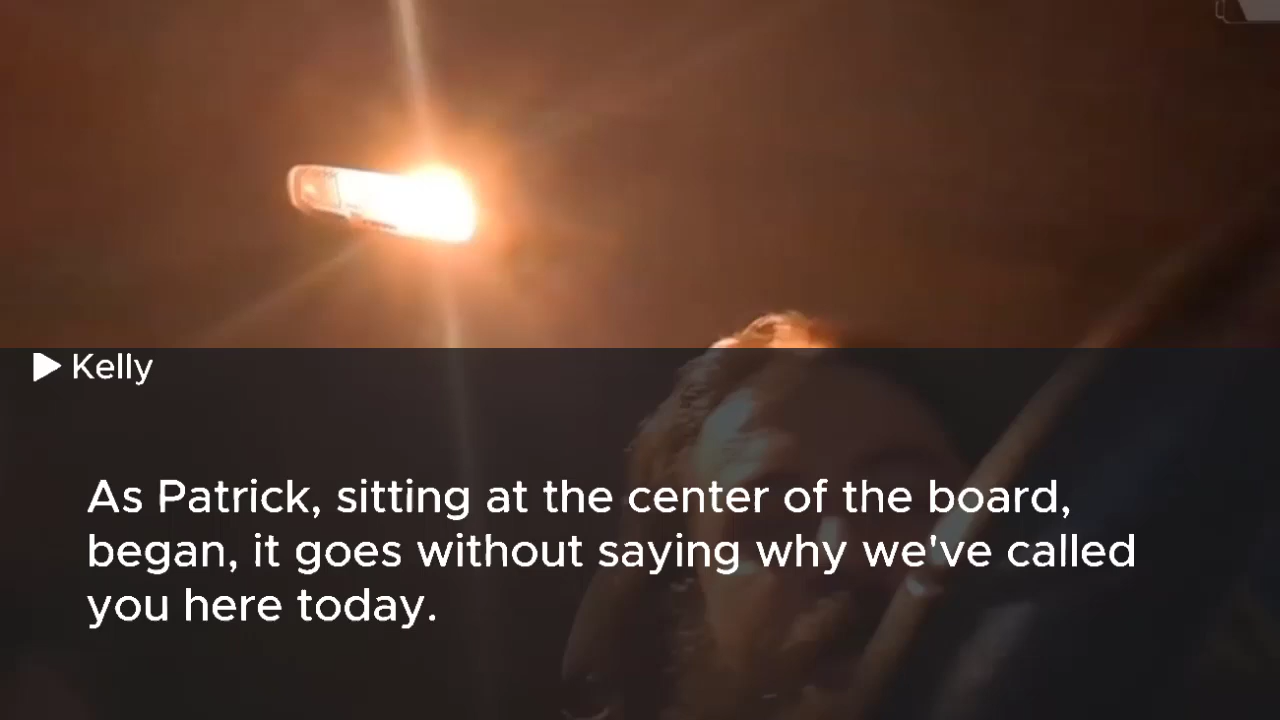 Kelly
As Patrick, sitting at the center of the board,
began, it goes without saying why we've called
you here today.